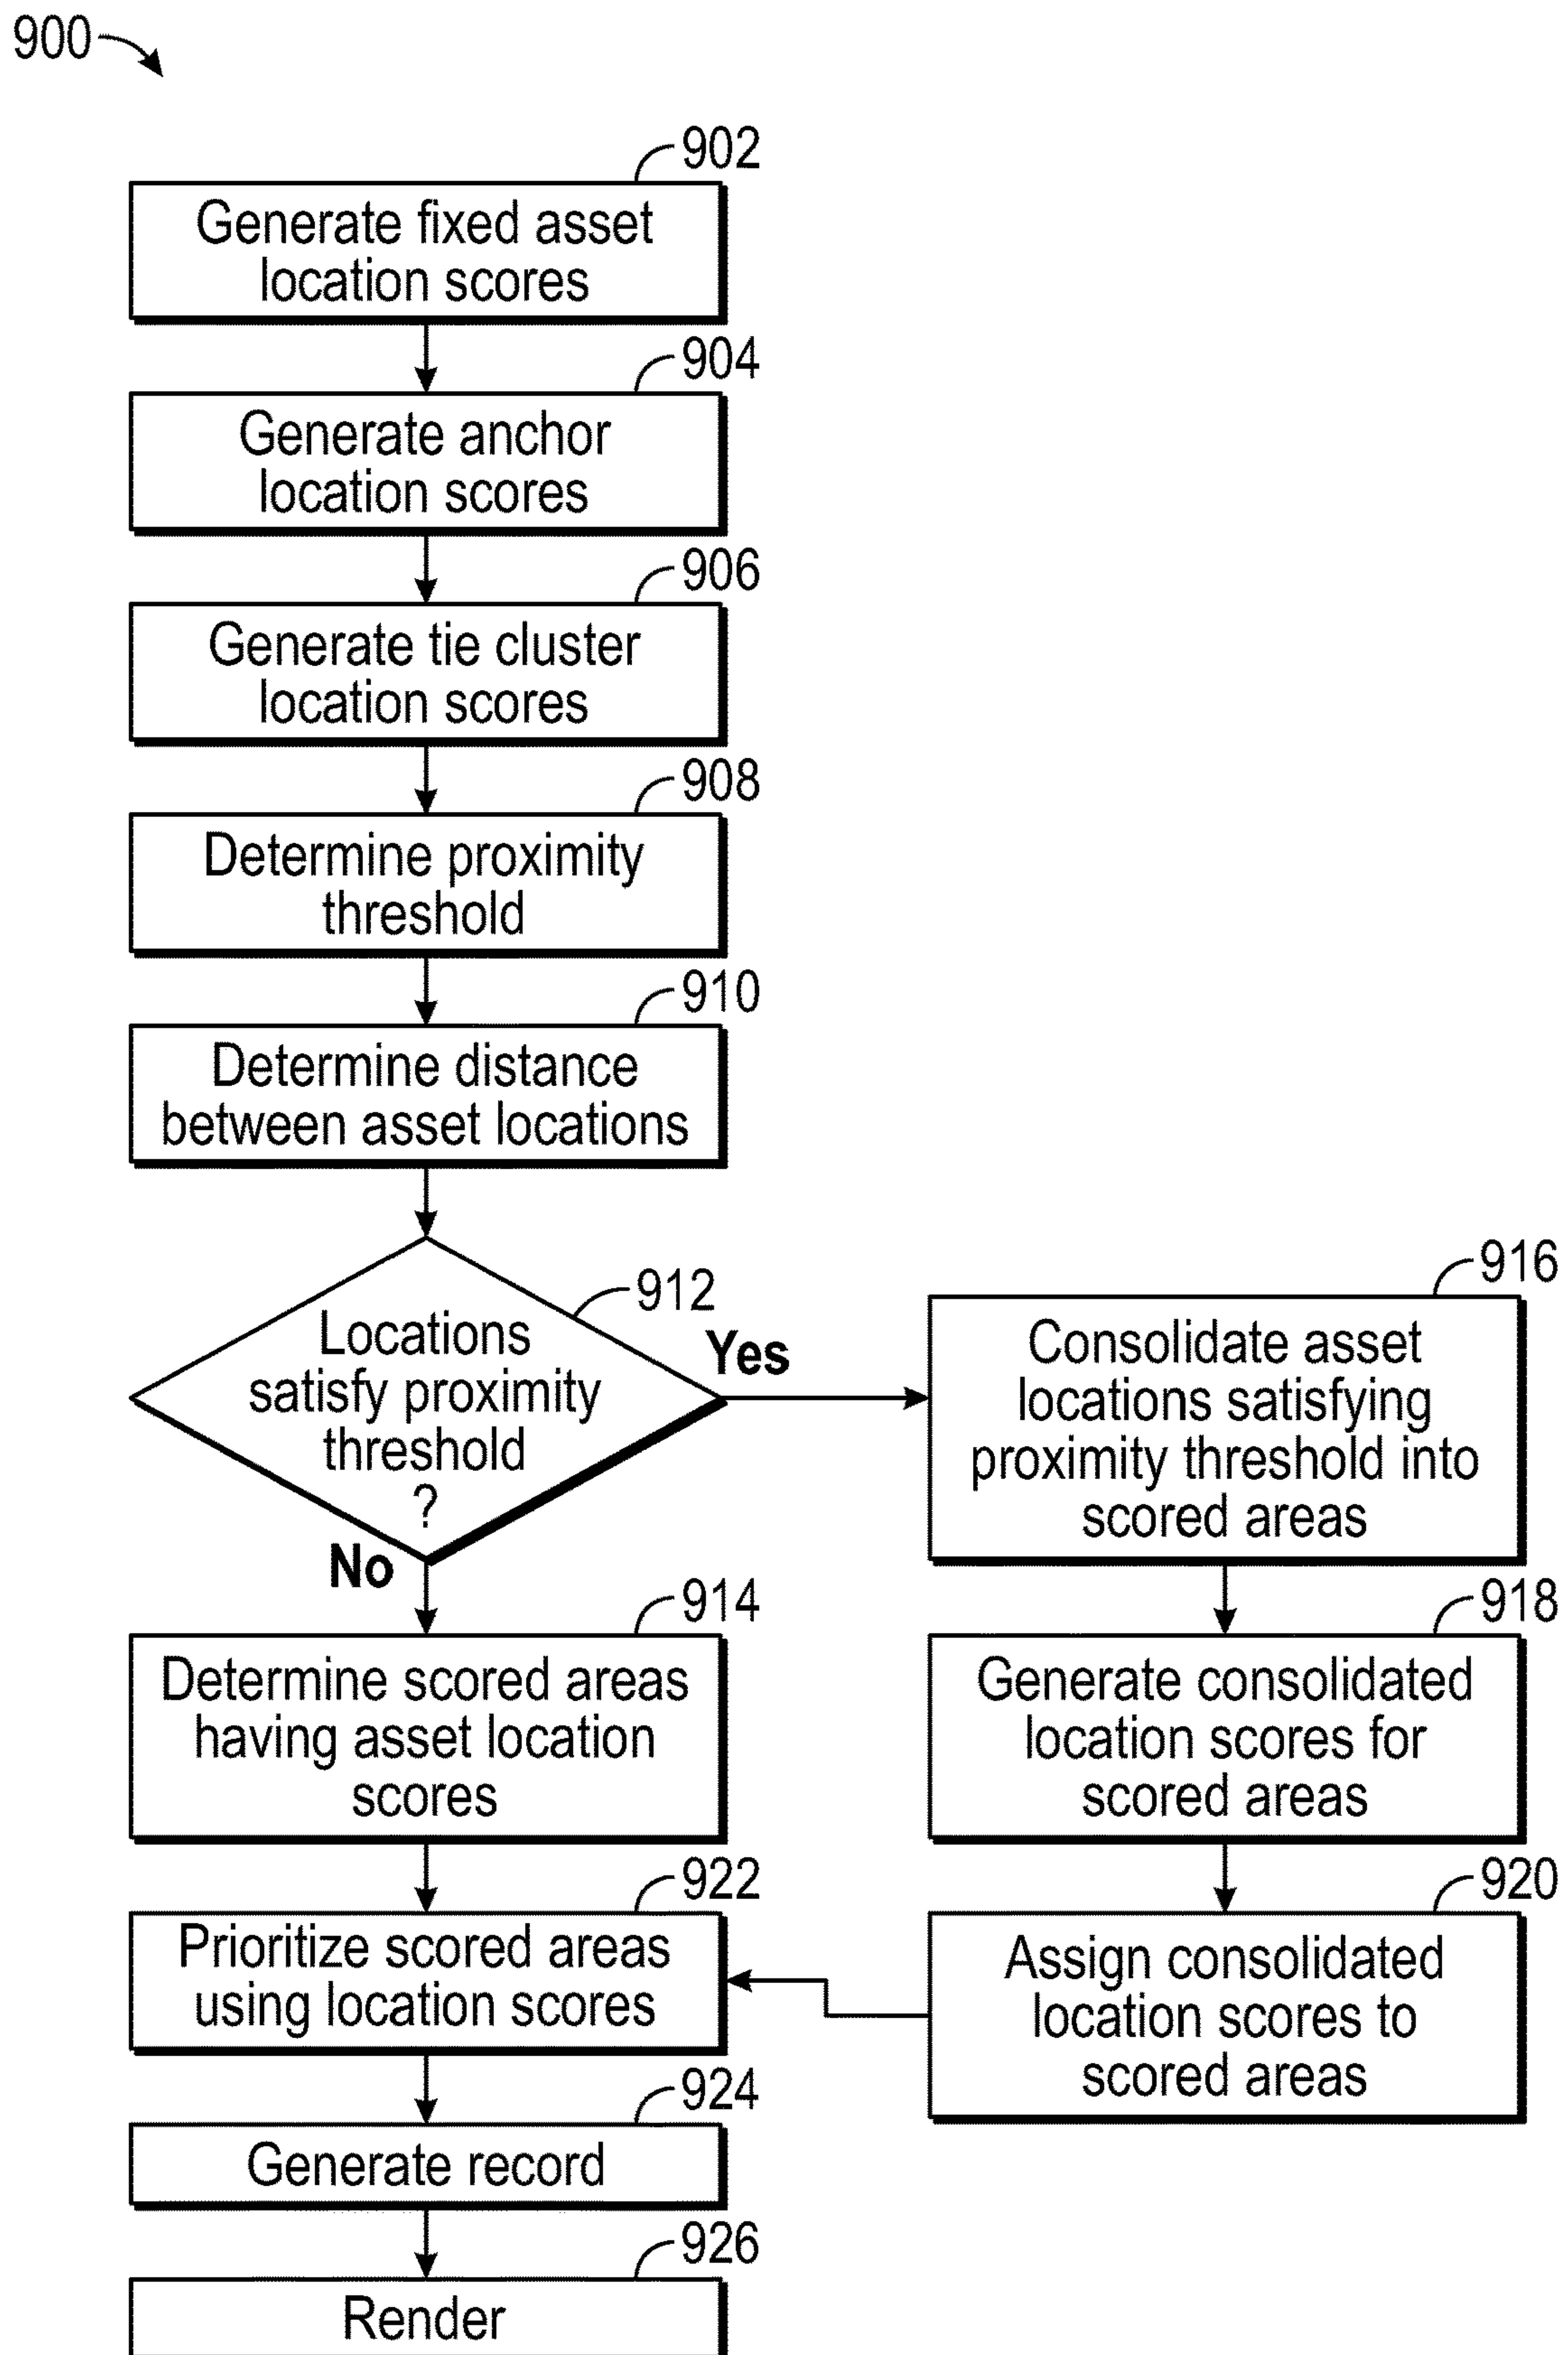 900
902
Generate fixed asset
location scores
904
Generate anchor
location scores
906
Generate tie cluster
location scores
908
Determine proximity
threshold
910
Determine distance
between asset locations
912
Locations
satisfy proximity
threshold
?
Yes
No
916
Consolidate asset
locations satisfying
proximity threshold into
scored areas
914
Determine scored areas
having asset location
scores
918
Generate consolidated
location scores for
scored areas
922
Prioritize scored areas
using location scores
920
Assign consolidated
location scores to
scored areas
924
Generate record
926
Render